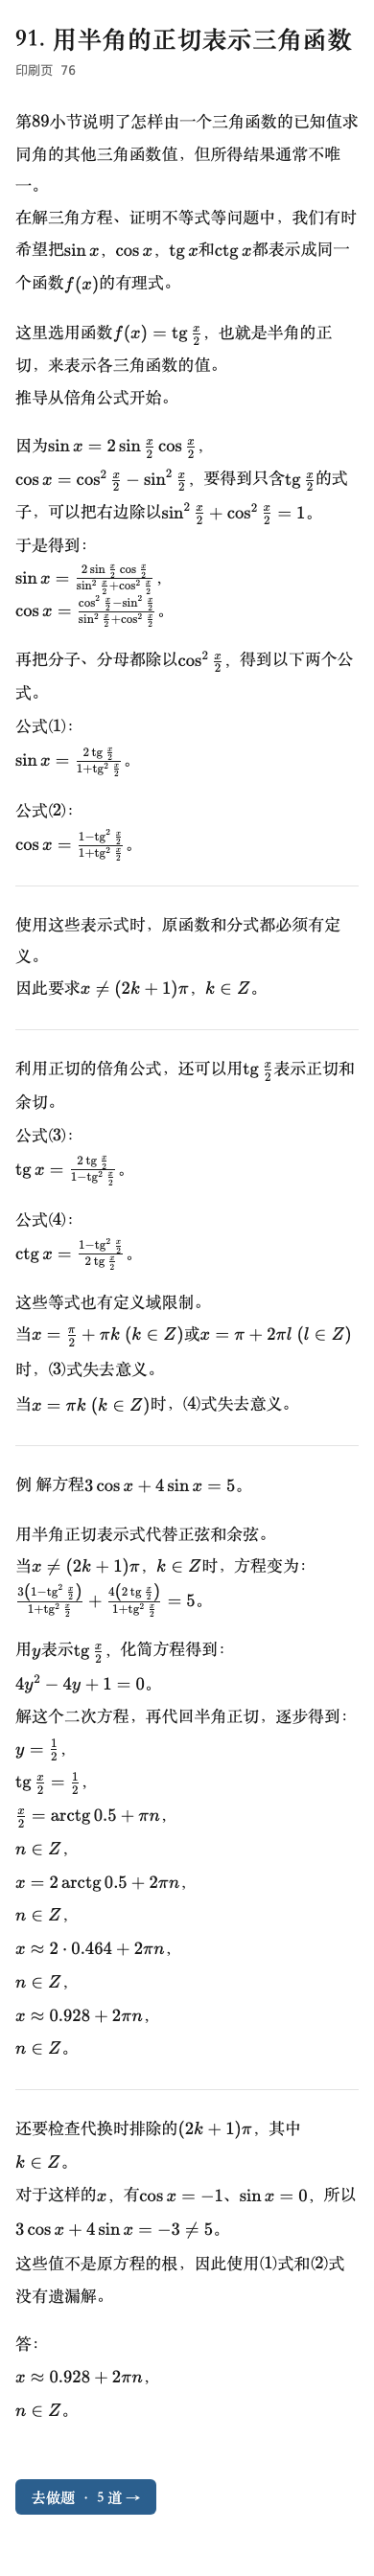 91. 用半角的正切表示三角函数
印刷页 76
第89小节说明了怎样由一个三角函数的已知值求
同角的其他三角函数值，但所得结果通常不唯
一。
在解三角方程、证明不等式等问题中，我们有时
希望把sin x，cos x，tg x和ctg x都表示成同一
个函数f(x)的有理式。
这里选用函数f(x) = tg x/2，也就是半角的正
切，来表示各三角函数的值。
推导从倍角公式开始。
因为sin x = 2 sin x/2 cos x/2，
cos x = cos² x/2 − sin² x/2，要得到只含tg x/2的式
子，可以把右边除以sin² x/2 + cos² x/2 = 1。
于是得到：
sin x = (2 sin x/2 cos x/2)/(sin² x/2 + cos² x/2)，
cos x = (cos² x/2 − sin² x/2)/(sin² x/2 + cos² x/2)。
再把分子、分母都除以cos² x/2，得到以下两个公
式。
公式(1)：
sin x = (2 tg x/2)/(1+tg² x/2)。
公式(2)：
cos x = (1−tg² x/2)/(1+tg² x/2)。
使用这些表示式时，原函数和分式都必须有定
义。
因此要求x ≠ (2k + 1)π，k ∈ Z。
利用正切的倍角公式，还可以用tg x/2表示正切和
余切。
公式(3)：
tg x = (2 tg x/2)/(1−tg² x/2)。
公式(4)：
ctg x = (1−tg² x/2)/(2 tg x/2)。
这些等式也有定义域限制。
当x = π/2 + πk (k ∈ Z)或x = π + 2πl (l ∈ Z)
时，(3)式失去意义。
当x = πk (k ∈ Z)时，(4)式失去意义。
例 解方程3 cos x + 4 sin x = 5。
用半角正切表示式代替正弦和余弦。
当x ≠ (2k + 1)π，k ∈ Z时，方程变为：
3(1−tg² x/2)/(1+tg² x/2) + 4(2 tg x/2)/(1+tg² x/2) = 5。
用y表示tg x/2，化简方程得到：
4y² − 4y + 1 = 0。
解这个二次方程，再代回半角正切，逐步得到：
y = 1/2，
tg x/2 = 1/2，
x/2 = arctg 0.5 + πn，
n ∈ Z，
x = 2 arctg 0.5 + 2πn，
n ∈ Z，
x ≈ 2 · 0.464 + 2πn，
n ∈ Z，
x ≈ 0.928 + 2πn，
n ∈ Z。
还要检查代换时排除的(2k + 1)π，其中
k ∈ Z。
对于这样的x，有cos x = −1、sin x = 0，所以
3 cos x + 4 sin x = −3 ≠ 5。
这些值不是原方程的根，因此使用(1)式和(2)式
没有遗漏解。
答：
x ≈ 0.928 + 2πn，
n ∈ Z。
去做题 · 5 道 →